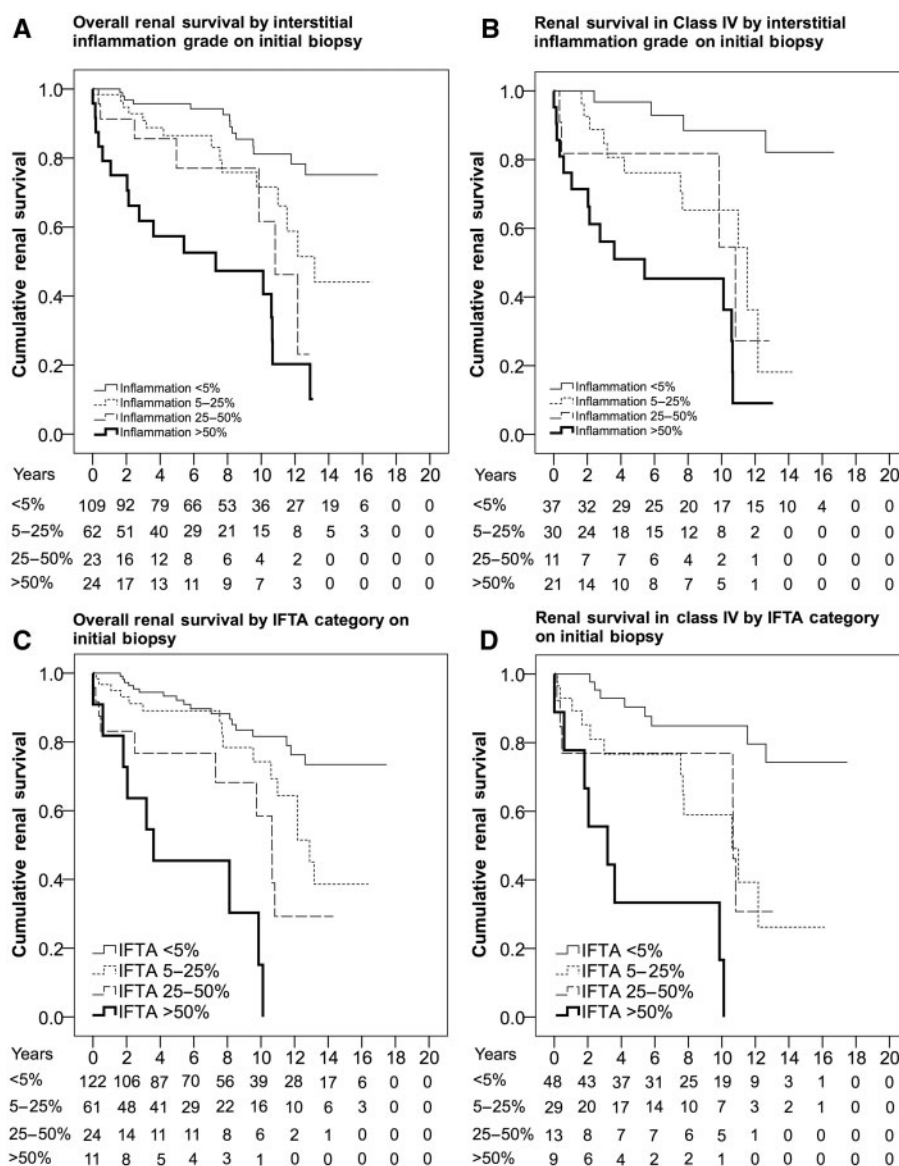 A
Overall renal survival by interstitial
inflammation grade on initial biopsy
Cumulative renal survival
1.0
0.8
0.6
0.4
0.2
0.0
Inflammation <5%
Inflammation 5–25%
Inflammation 25–50%
Inflammation >50%
Years 0 2 4 6 8 10 12 14 16 18 20
<5% 109 92 79 66 53 36 27 19 6 0 0
5–25% 62 51 40 29 21 15 8 5 3 0 0
25–50% 23 16 12 8 6 4 2 0 0 0 0
>50% 24 17 13 11 9 7 3 0 0 0 0
B
Renal survival in Class IV by interstitial
inflammation grade on initial biopsy
Cumulative renal survival
1.0
0.8
0.6
0.4
0.2
0.0
Inflammation <5%
Inflammation 5–25%
Inflammation 25–50%
Inflammation >50%
Years 0 2 4 6 8 10 12 14 16 18 20
<5% 37 32 29 25 20 17 15 10 4 0 0
5–25% 30 24 18 15 12 8 2 0 0 0 0
25–50% 11 7 7 6 4 2 1 0 0 0 0
>50% 21 14 10 8 7 5 1 0 0 0 0
C
Overall renal survival by IFTA category on
initial biopsy
Cumulative renal survival
1.0
0.8
0.6
0.4
0.2
0.0
IFTA <5%
IFTA 5–25%
IFTA 25–50%
IFTA >50%
Years 0 2 4 6 8 10 12 14 16 18 20
<5% 122 106 87 70 56 39 28 17 6 0 0
5–25% 61 48 41 29 22 16 10 6 3 0 0
25–50% 24 14 11 11 8 6 2 1 0 0 0
>50% 11 8 5 4 3 1 0 0 0 0 0
D
Renal survival in class IV by IFTA category
on initial biopsy
Cumulative renal survival
1.0
0.8
0.6
0.4
0.2
0.0
IFTA <5%
IFTA 5–25%
IFTA 25–50%
IFTA >50%
Years 0 2 4 6 8 10 12 14 16 18 20
<5% 48 43 37 31 25 19 9 3 1 0 0
5–25% 29 20 17 14 10 7 3 2 1 0 0
25–50% 13 8 7 7 6 5 1 0 0 0 0
>50% 9 6 4 2 2 1 0 0 0 0 0